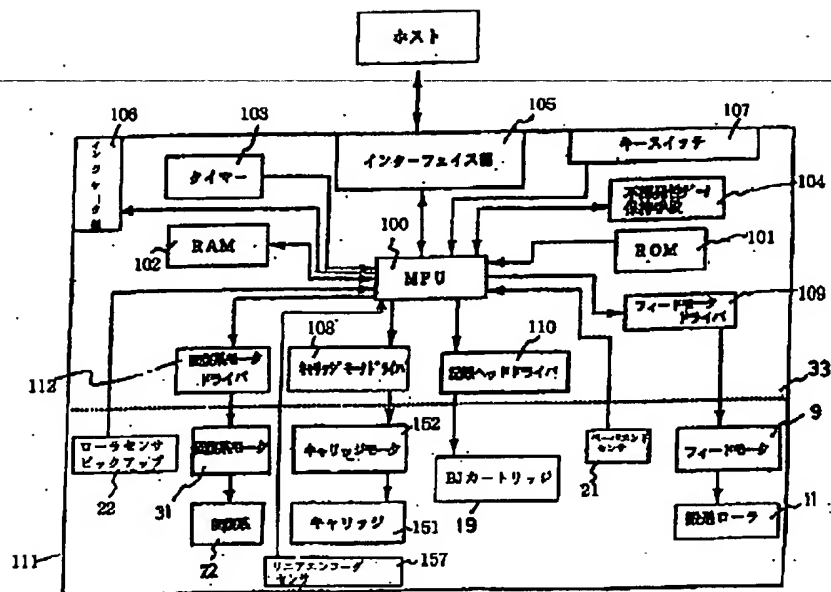 ホスト
106
103
105
107
タイマー
インターフェイス部
キースイッチ
104
100
102
RAM
ROM
101
MPU
109
フィードモータ
ドライバ
108
110
112
モータ
ドライバ
キャリッジモータドライバ
記録ヘッドドライバ
33
152
9
ローラセンサ
ピックアップ
モータ
キャリッジモータ
BJカートリッジ
ペーパエンド
センサ
フィードモータ
22
31
19
21
11
キャリッジ
搬送ローラ
22
151
111
リニアエンコーダ
センサ
157